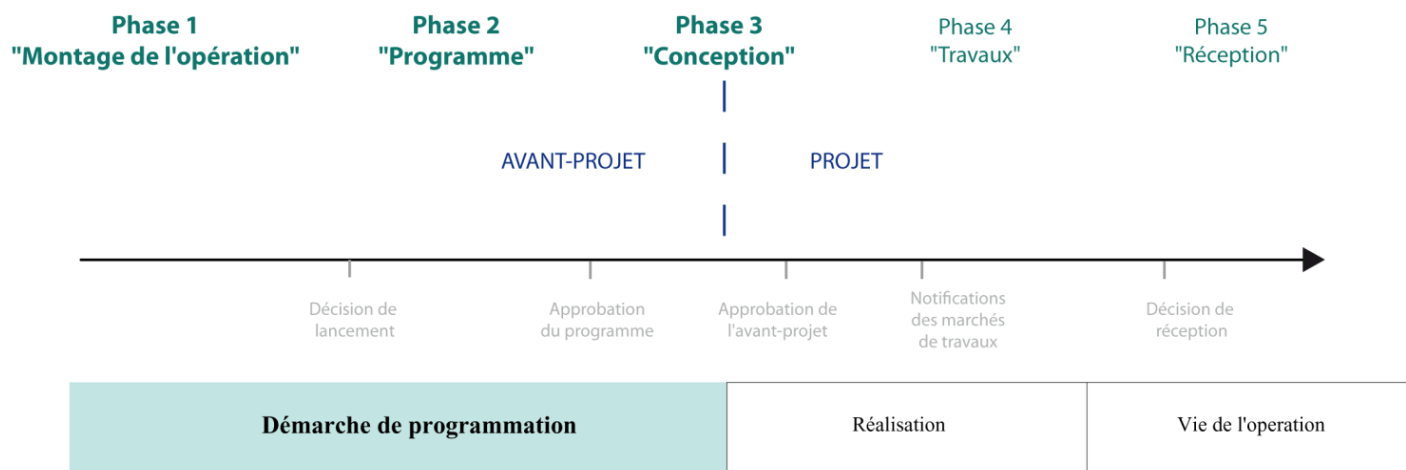 Phase 1
"Montage de l'opération"
Phase 2
"Programme"
Phase 3
"Conception"
Phase 4
"Travaux"
Phase 5
"Réception"
AVANT-PROJET
PROJET
Décision de
lancement
Approbation
du programme
Approbation de
l'avant-projet
Notifications
des marchés
de travaux
Décision de
réception
Démarche de programmation
Réalisation
Vie de l'operation